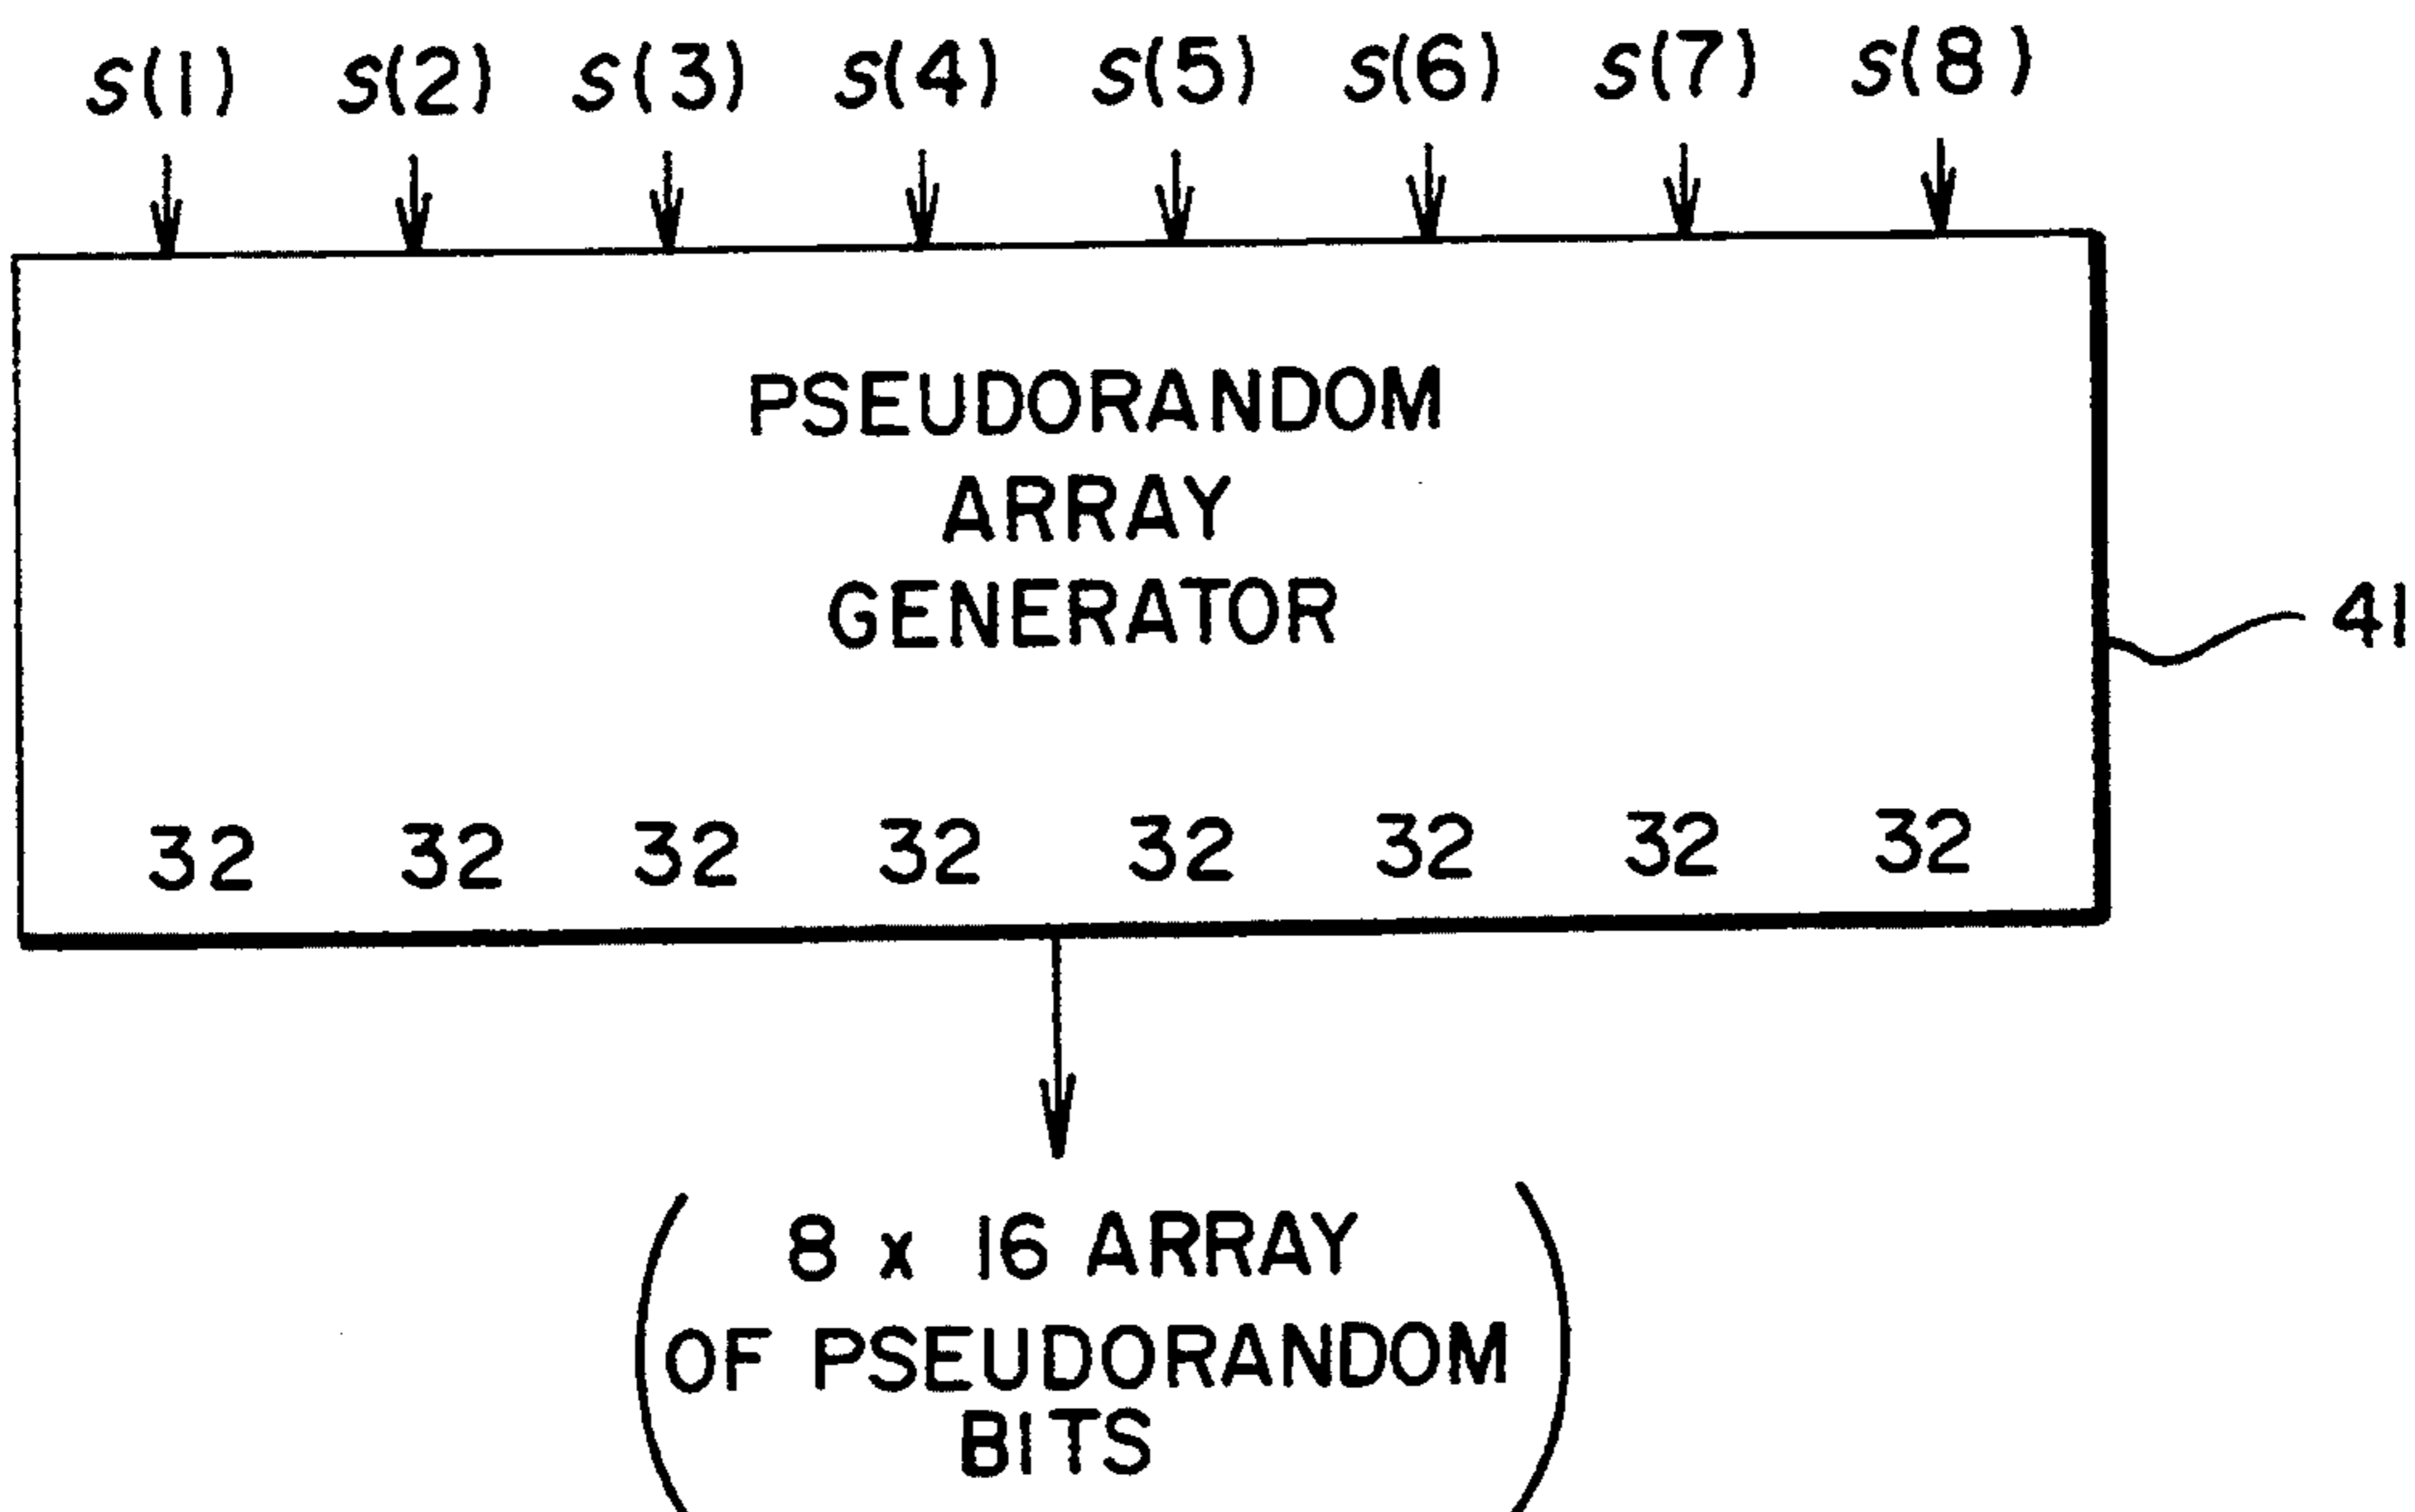 s(1) s(2) s(3) s(4) s(5) s(6) s(7) s(8)
PSEUDORANDOM
ARRAY
GENERATOR
41
32 32 32 32 32 32 32 32
8 x 16 ARRAY
OF PSEUDORANDOM
BITS